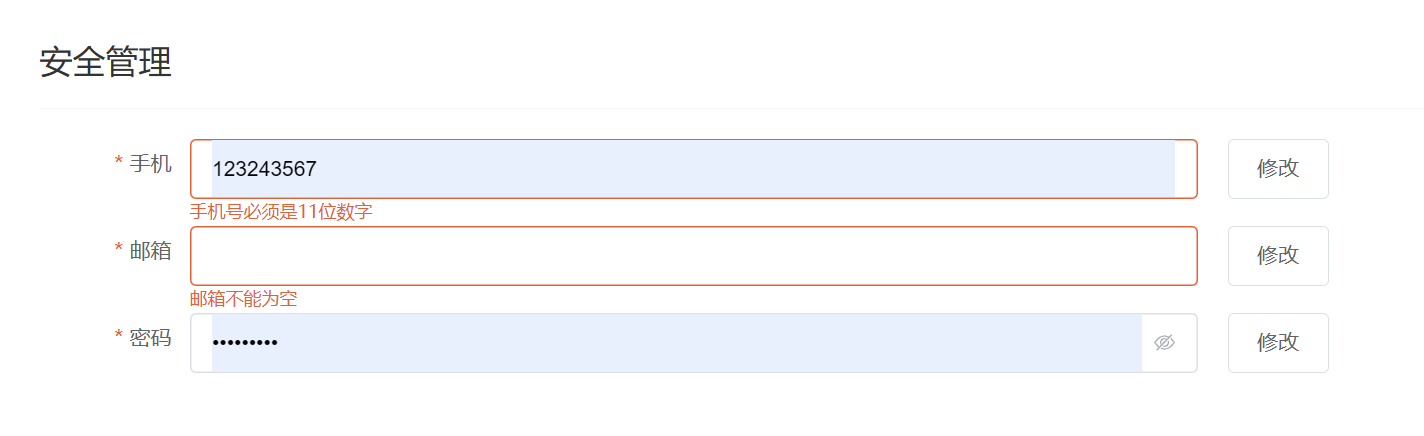 安全管理
* 手机 123243567 修改
手机号必须是11位数字
* 邮箱 修改
邮箱不能为空
* 密码 ••••••••• 修改